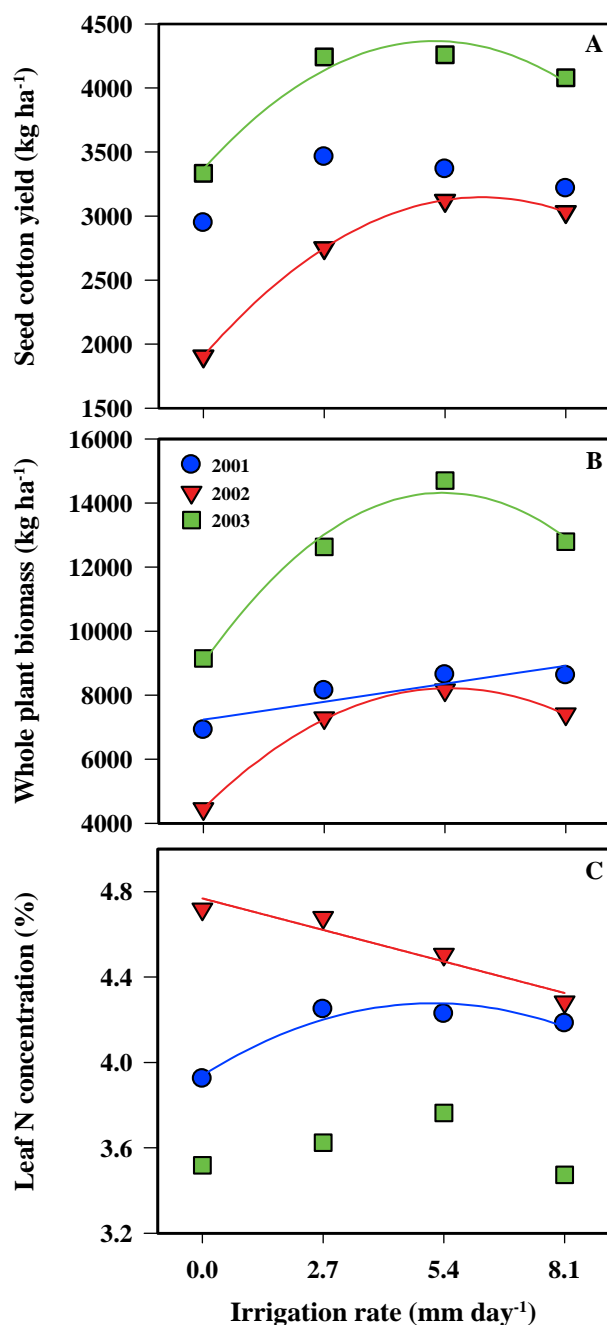 A
Seed cotton yield (kg ha-1)
4500
4000
3500
3000
2500
2000
1500
B
Whole plant biomass (kg ha-1)
16000
14000
12000
10000
8000
6000
4000
2001
2002
2003
C
Leaf N concentration (%)
4.8
4.4
4.0
3.6
3.2
0.0 2.7 5.4 8.1
Irrigation rate (mm day-1)